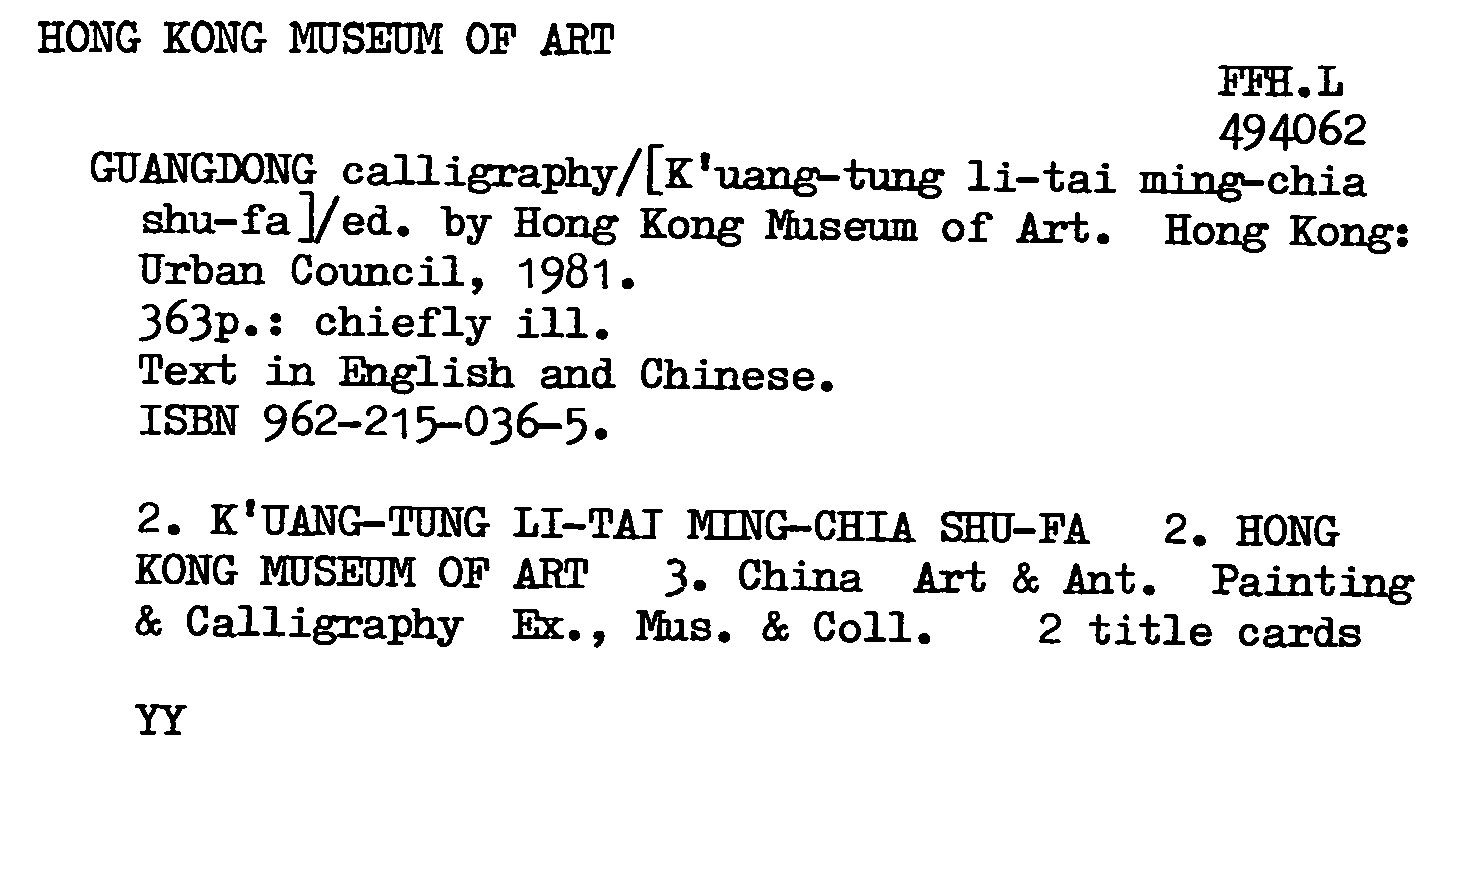 HONG KONG MUSEUM OF ART
FFH.L
494062
GUANGDONG calligraphy/[K'uang-tung li-tai ming-chia
shu-fa]/ed. by Hong Kong Museum of Art. Hong Kong:
Urban Council, 1981.
363p.: chiefly ill.
Text in English and Chinese.
ISBN 962-215-036-5.
2. K'UANG-TUNG LI-TAI MING-CHIA SHU-FA 2. HONG
KONG MUSEUM OF ART 3. China Art & Ant. Painting
& Calligraphy Ex., Mus. & Coll. 2 title cards
YY